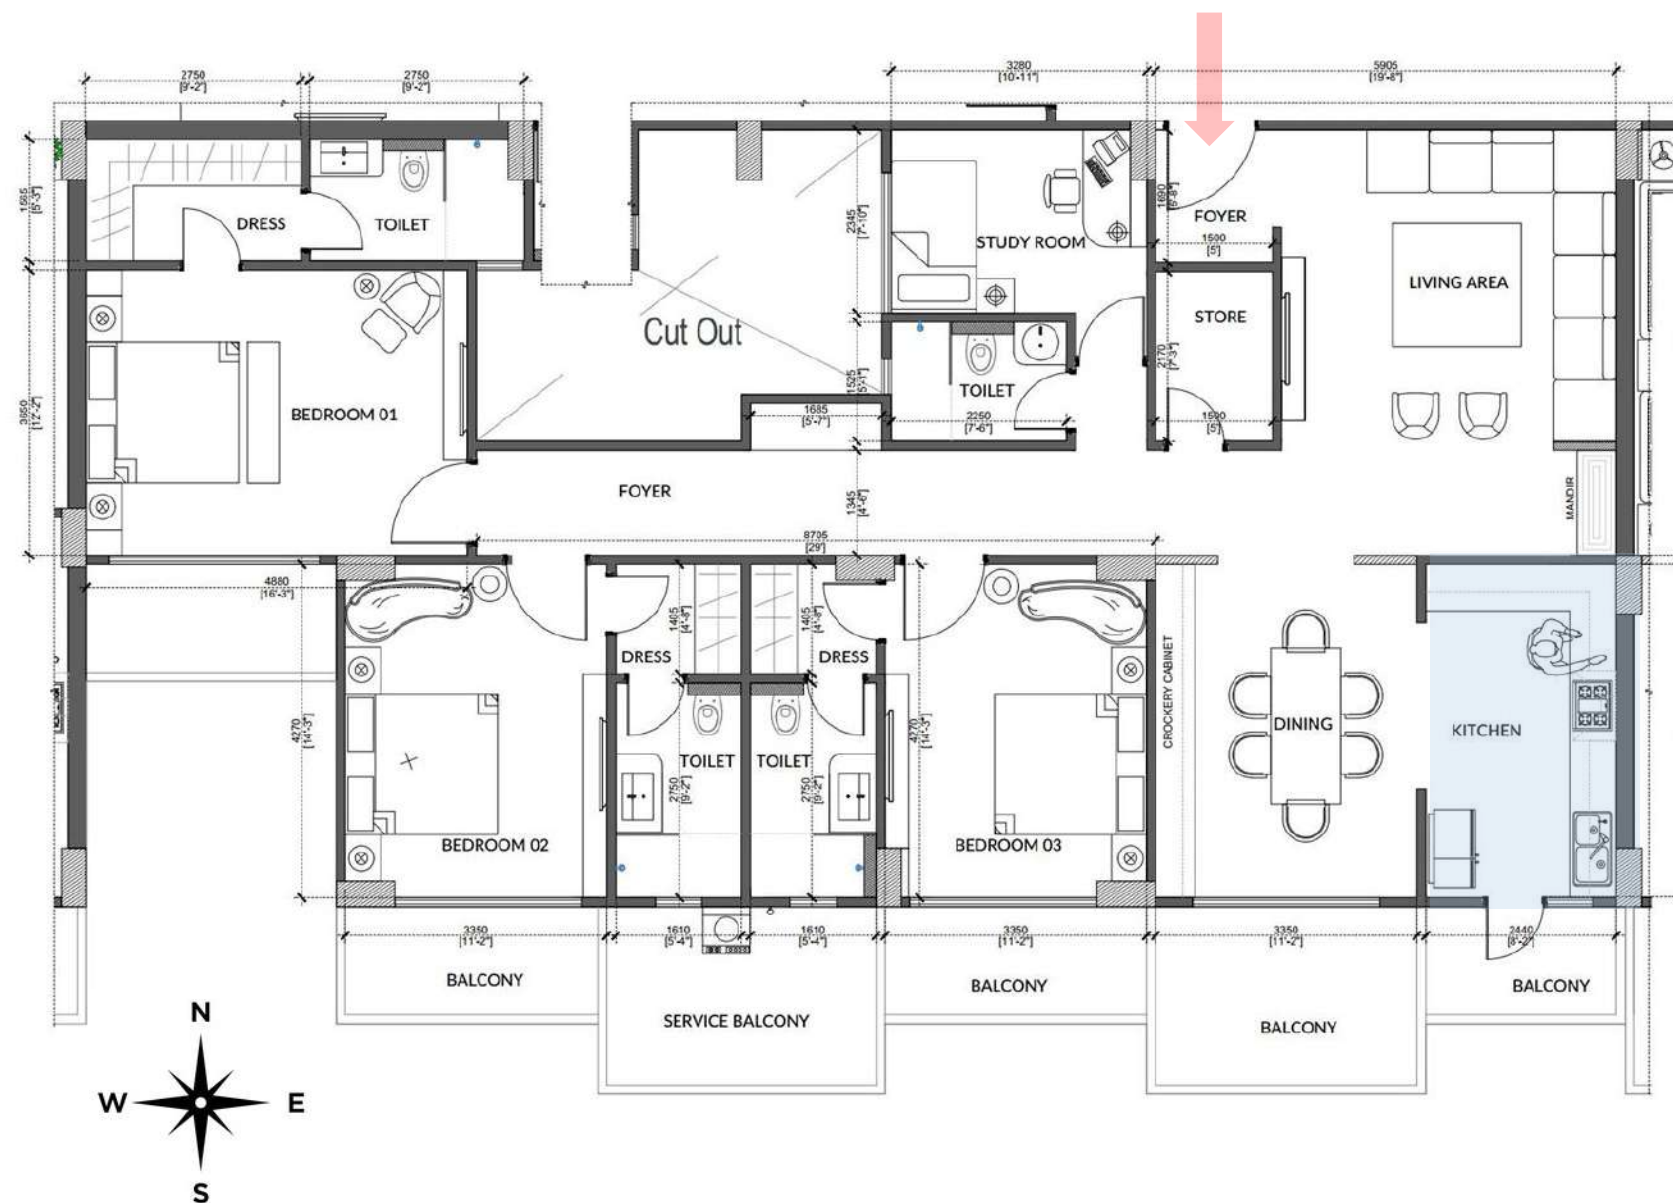 2750
[9'-2"]
2750
[9'-2"]
3280
[10'-11"]
5905
[19'-8"]
1565
[5'-3"]
DRESS
TOILET
2345
[7'-10"]
STUDY ROOM
1690
[5'-8"]
FOYER
1500
[5']
LIVING AREA
STORE
2170
[7'-3"]
1500
[5']
Cut Out
3650
[12'-2"]
BEDROOM 01
1525
[5'-1"]
TOILET
1685
[5'-7"]
2250
[7'-6"]
FOYER
1345
[4'-6"]
MANDIR
8705
[29']
4880
[16'-3"]
1405
[4'-8"]
1405
[4'-8"]
DRESS
DRESS
CROCKERY CABINET
4270
[14'-3"]
TOILET
TOILET
4270
[14'-3"]
DINING
KITCHEN
2750
[9'-2"]
2750
[9'-2"]
BEDROOM 02
BEDROOM 03
3350
[11'-2"]
1610
[5'-4"]
1610
[5'-4"]
3350
[11'-2"]
3350
[11'-2"]
2440
[8'-2"]
BALCONY
SERVICE BALCONY
BALCONY
BALCONY
BALCONY
N
W
E
S